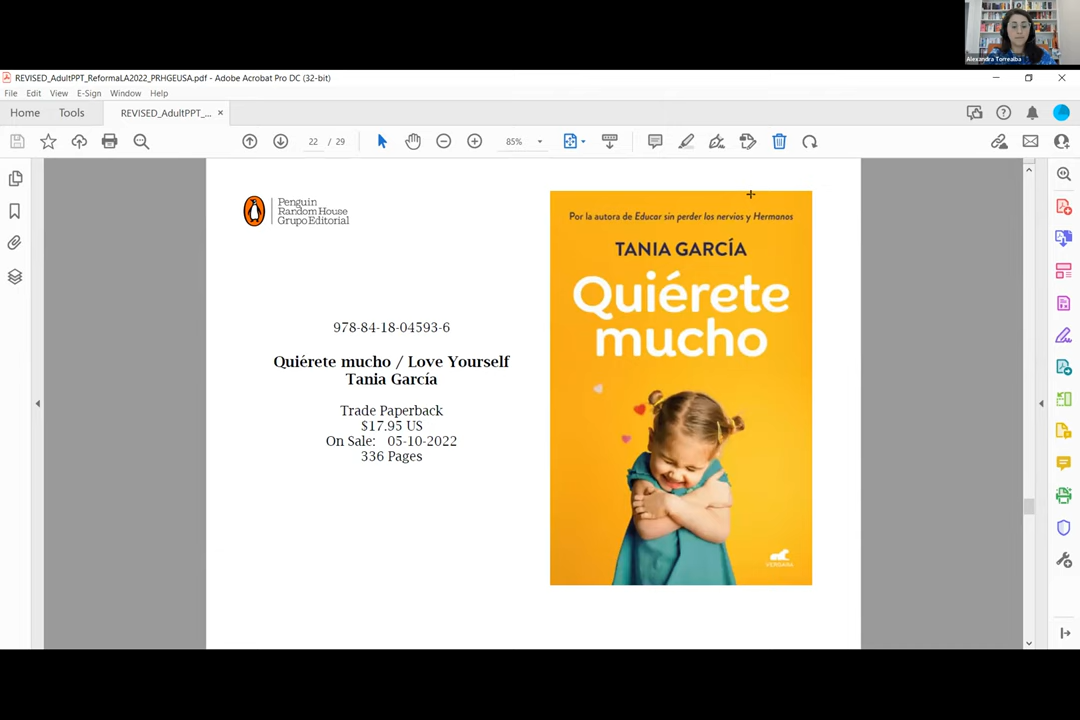 Alexandra Torrealba
REVISED_AdultPPT_ReformaLA2022_PRHGEUSA.pdf - Adobe Acrobat Pro DC (32-bit)
File Edit View E-Sign Window Help
Home Tools REVISED_AdultPPT_... ×
22 / 29 85%
Penguin
Random House
Grupo Editorial
978-84-18-04593-6
Quiérete mucho / Love Yourself
Tania García
Trade Paperback
$17.95 US
On Sale: 05-10-2022
336 Pages
Por la autora de Educar sin perder los nervios y Hermanos
TANIA GARCÍA
Quiérete
mucho
VERGARA